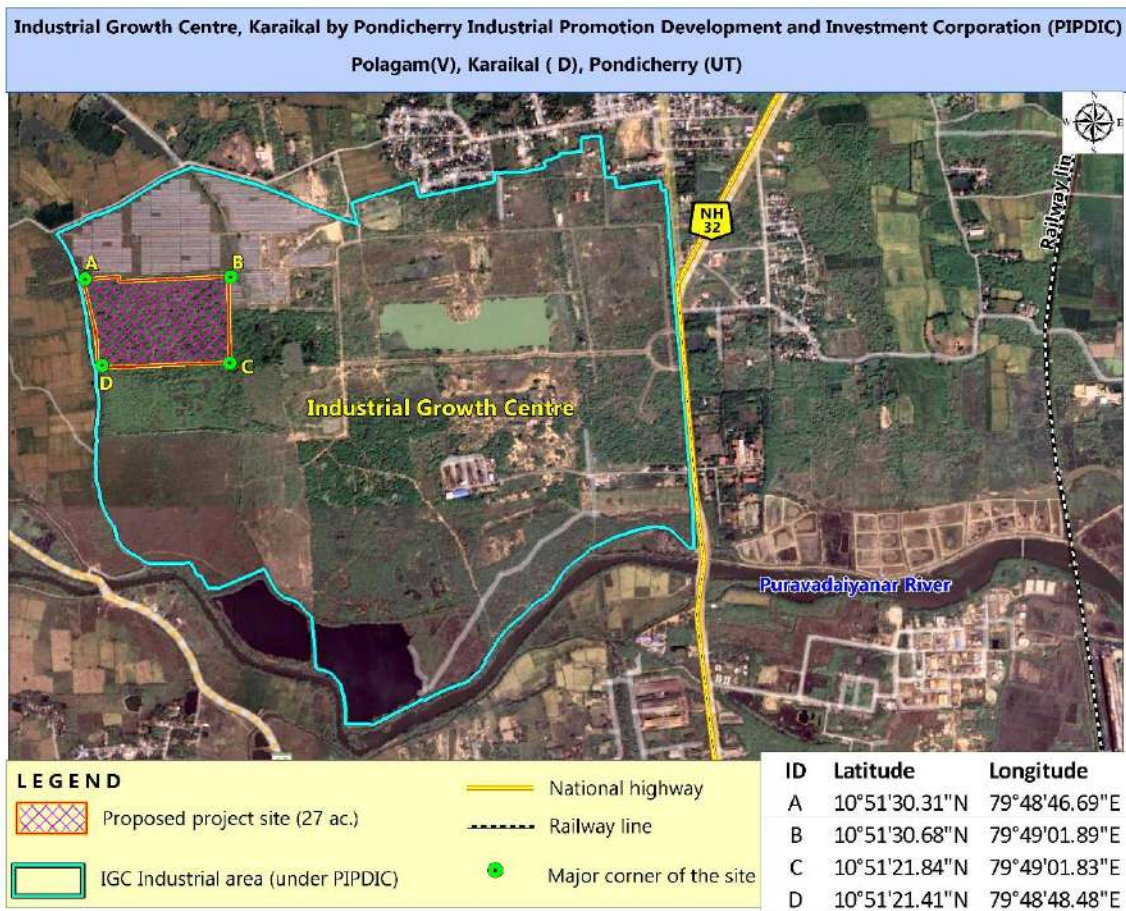 Industrial Growth Centre, Karaikal by Pondicherry Industrial Promotion Development and Investment Corporation (PIPDIC)
Polagam(V), Karaikal ( D), Pondicherry (UT)
N
W E
S
Railway lin
NH
32
A
B
D
C
Industrial Growth Centre
Puravadaiyanar River
LEGEND
Proposed project site (27 ac.)
IGC Industrial area (under PIPDIC)
National highway
Railway line
Major corner of the site
ID Latitude Longitude
A 10°51'30.31"N 79°48'46.69"E
B 10°51'30.68"N 79°49'01.89"E
C 10°51'21.84"N 79°49'01.83"E
D 10°51'21.41"N 79°48'48.48"E